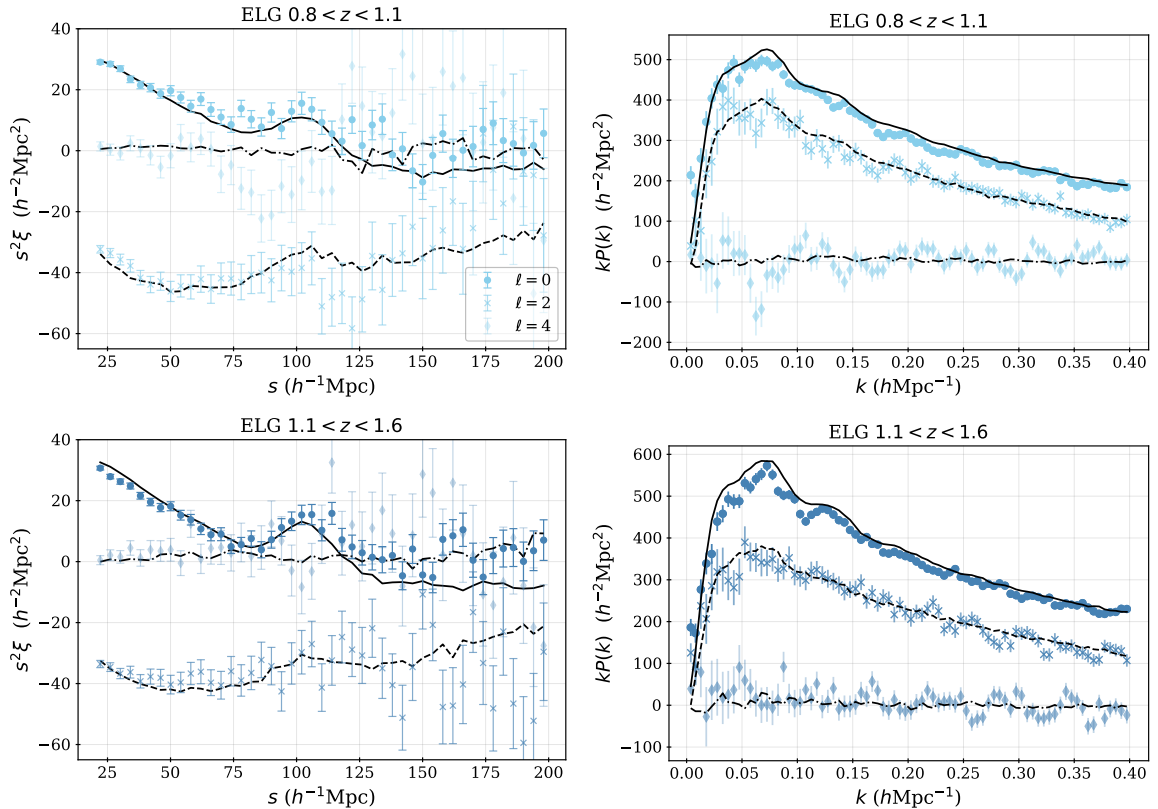 ELG 0.8 < z < 1.1
40
20
0
−20
−40
−60
s²ξ (h⁻²Mpc²)
25 50 75 100 125 150 175 200
s (h⁻¹Mpc)
ℓ = 0
ℓ = 2
ℓ = 4
ELG 0.8 < z < 1.1
500
400
300
200
100
0
−100
−200
kP(k) (h⁻²Mpc²)
0.00 0.05 0.10 0.15 0.20 0.25 0.30 0.35 0.40
k (hMpc⁻¹)
ELG 1.1 < z < 1.6
40
20
0
−20
−40
−60
s²ξ (h⁻²Mpc²)
25 50 75 100 125 150 175 200
s (h⁻¹Mpc)
ELG 1.1 < z < 1.6
600
500
400
300
200
100
0
−100
kP(k) (h⁻²Mpc²)
0.00 0.05 0.10 0.15 0.20 0.25 0.30 0.35 0.40
k (hMpc⁻¹)